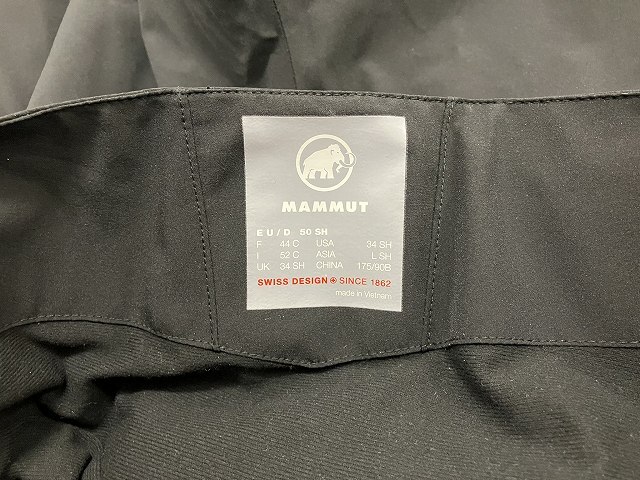 MAMMUT
EU/D 50 SH
F 44 C USA 34 SH
I 52 C ASIA L SH
UK 34 SH CHINA 175/90B
SWISS DESIGN SINCE 1862
made in Vietnam